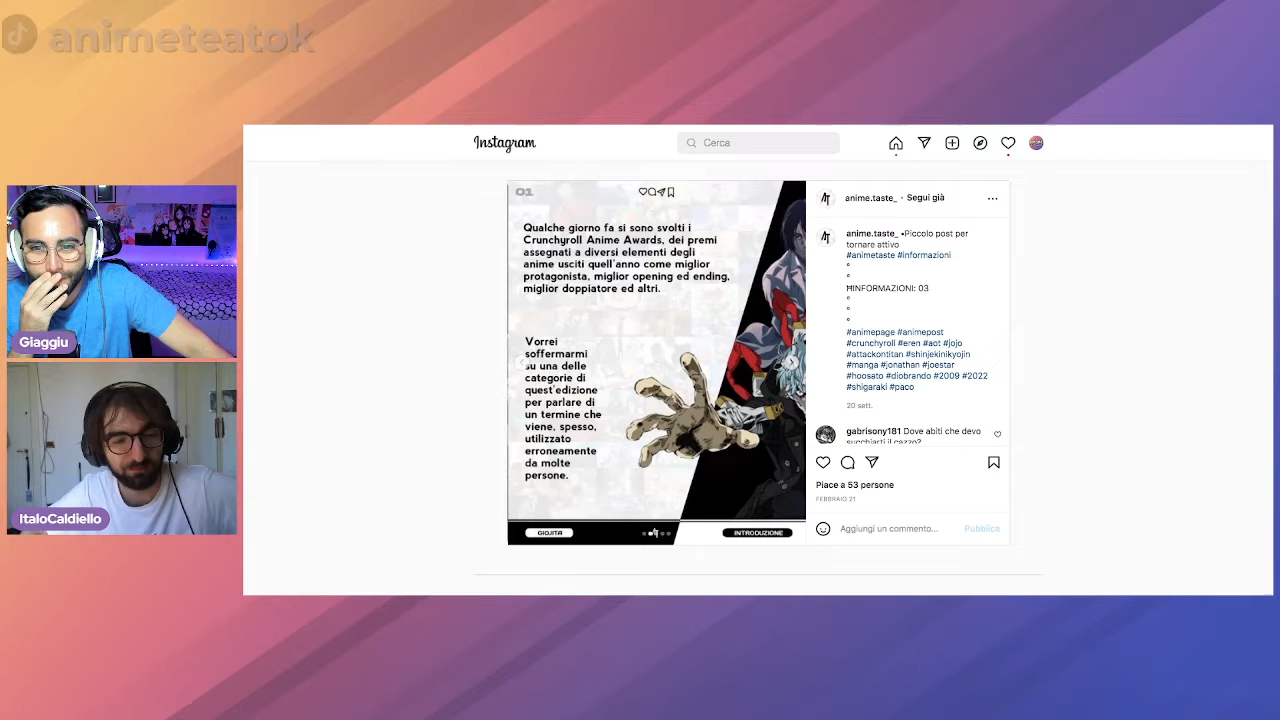 animeteatok
Instagram
Cerca
01
Qualche giorno fa si sono svolti i
Crunchyroll Anime Awards, dei premi
assegnati a diversi elementi degli
anime usciti quell'anno come miglior
protagonista, miglior opening ed ending,
miglior doppiatore ed altri.
Vorrei
soffermarmi
su una delle
categorie di
quest'edizione
per parlare di
un termine che
viene, spesso,
utilizzato
erroneamente
da molte
persone.
GIOJITA
INTRODUZIONE
anime.taste_ • Segui già
anime.taste_ •Piccolo post per
tornare attivo
#animetaste #informazioni
INFORMAZIONI: 03
#animepage #animepost
#crunchyroll #eren #aot #jojo
#attackontitan #shinjekinikyojin
#manga #jonathan #joestar
#hoosato #diobrando #2009 #2022
#shigaraki #paco
20 sett.
gabrisony181 Dove abiti che devo
succhiarti il cazzo?
Piace a 53 persone
FEBBRAIO 21
Aggiungi un commento...
Pubblica
Giaggiu
ItaloCaldiello